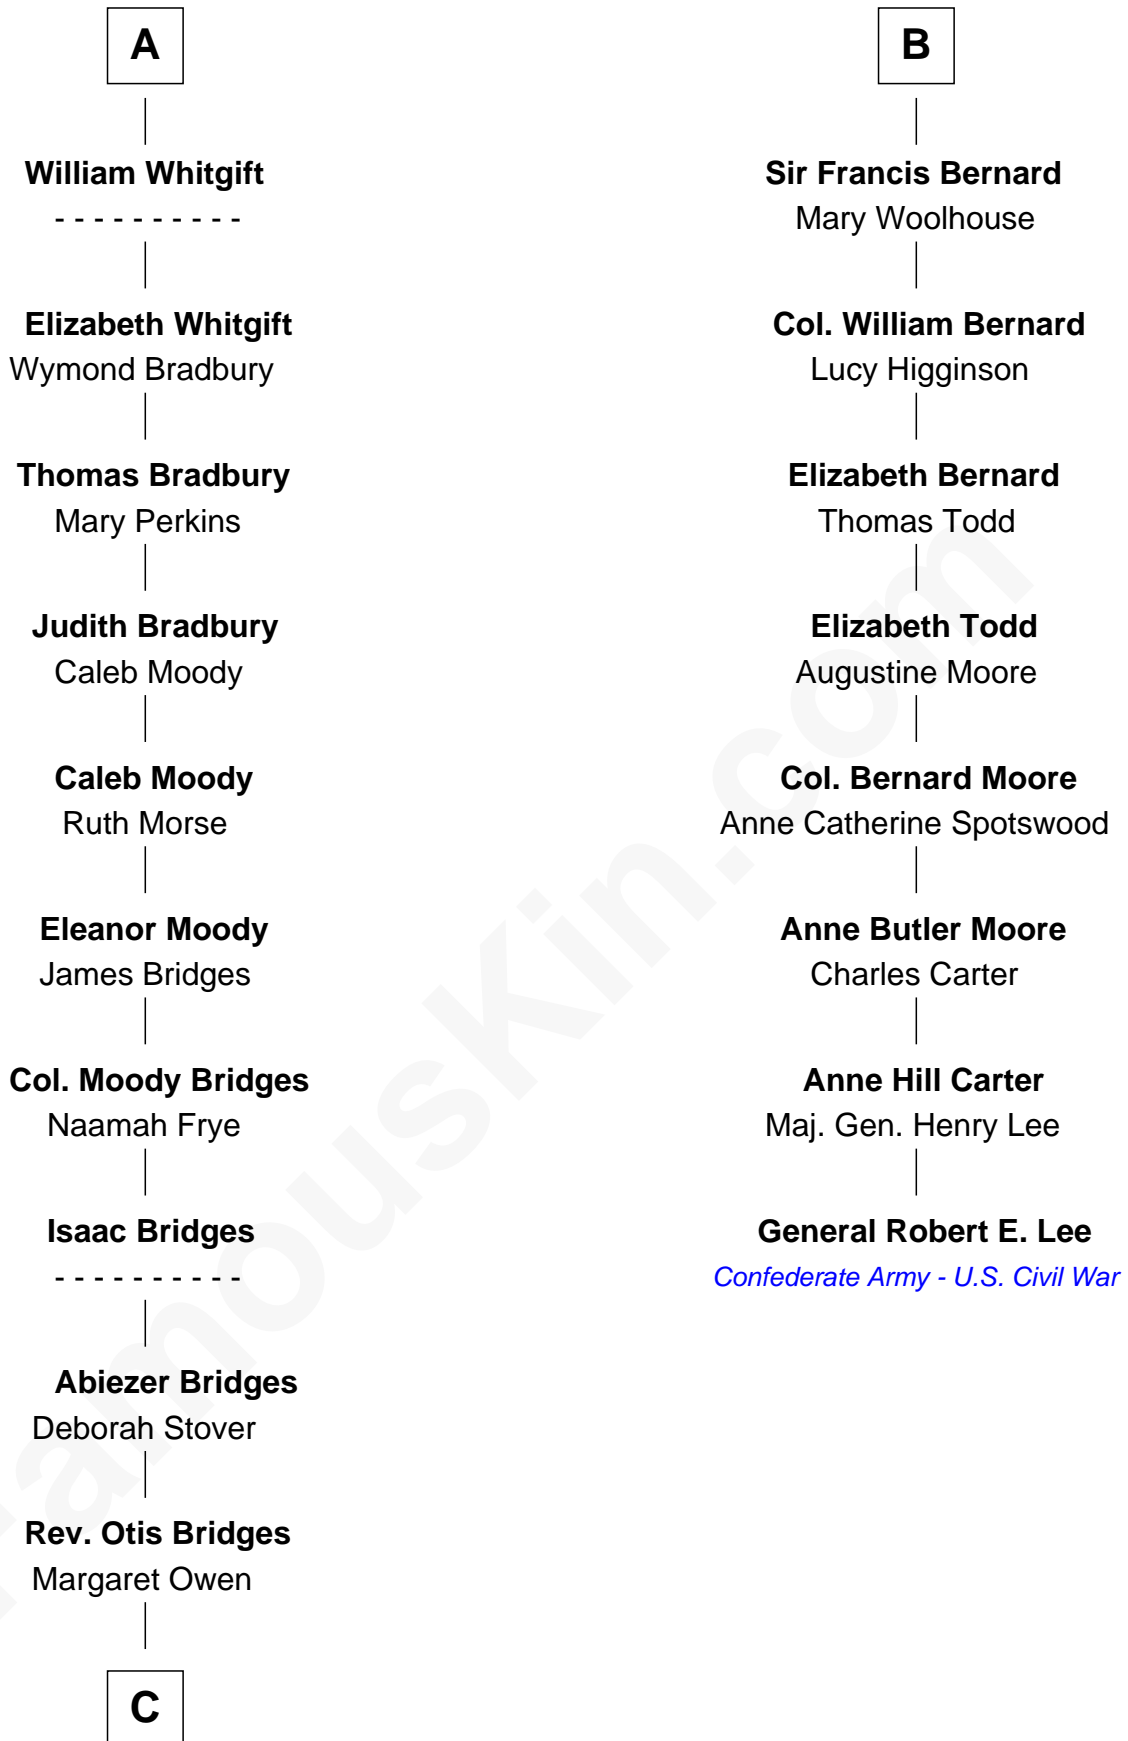 A
William Whitgift
- - - - - - - - - -
Elizabeth Whitgift
Wymond Bradbury
Thomas Bradbury
Mary Perkins
Judith Bradbury
Caleb Moody
Caleb Moody
Ruth Morse
Eleanor Moody
James Bridges
Col. Moody Bridges
Naamah Frye
Isaac Bridges
- - - - - - - - - -
Abiezer Bridges
Deborah Stover
Rev. Otis Bridges
Margaret Owen
C
B
Sir Francis Bernard
Mary Woolhouse
Col. William Bernard
Lucy Higginson
Elizabeth Bernard
Thomas Todd
Elizabeth Todd
Augustine Moore
Col. Bernard Moore
Anne Catherine Spotswood
Anne Butler Moore
Charles Carter
Anne Hill Carter
Maj. Gen. Henry Lee
General Robert E. Lee
Confederate Army - U.S. Civil War
FamousKin.com